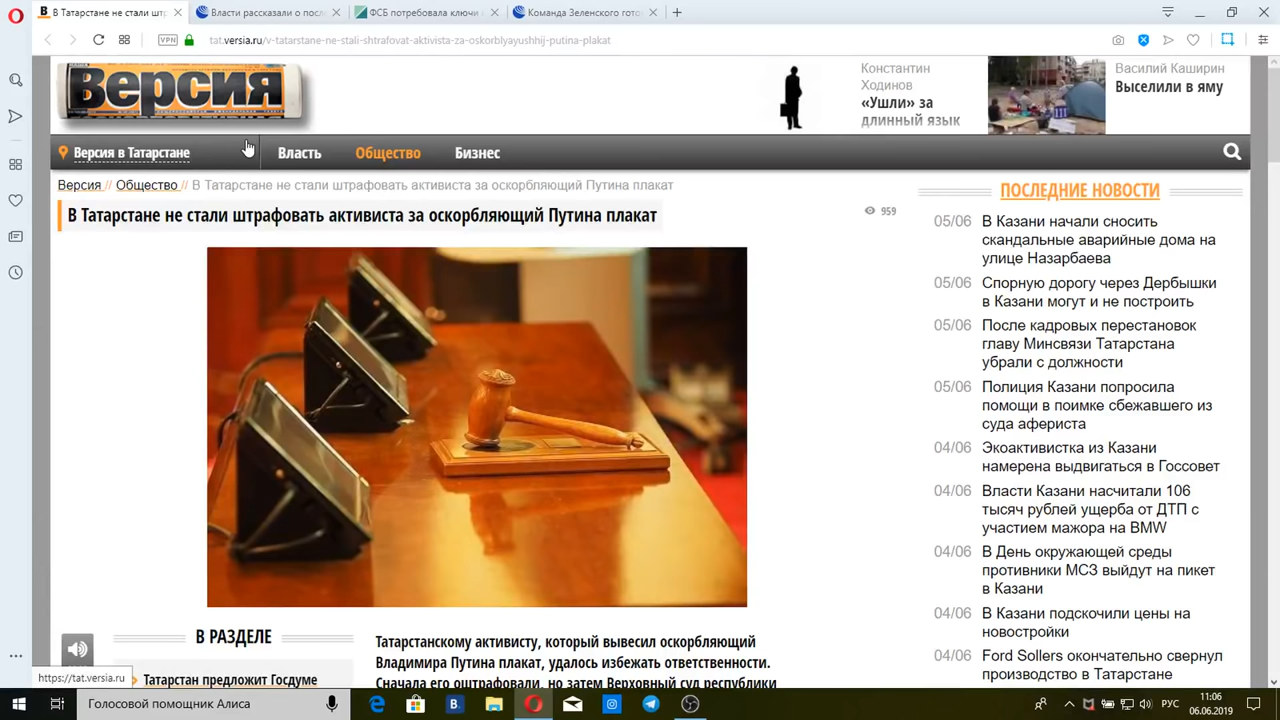 В Татарстане не стали штр
Власти рассказали о посл
ФСБ потребовала ключи
Команда Зеленского гото
VPN
tat.versia.ru/v-tatarstane-ne-stali-shtrafovat-aktivista-za-oskorblyayushhij-putina-plakat
Версия
Константин
Ходинов
«Ушли» за
длинный язык
Василий Каширин
Выселили в яму
Версия в Татарстане
Власть
Общество
Бизнес
Версия // Общество // В Татарстане не стали штрафовать активиста за оскорбляющий Путина плакат
В Татарстане не стали штрафовать активиста за оскорбляющий Путина плакат
959
ПОСЛЕДНИЕ НОВОСТИ
05/06 В Казани начали сносить
скандальные аварийные дома на
улице Назарбаева
05/06 Спорную дорогу через Дербышки
в Казани могут и не построить
05/06 После кадровых перестановок
главу Минсвязи Татарстана
убрали с должности
05/06 Полиция Казани попросила
помощи в поимке сбежавшего из
суда афериста
04/06 Экоактивистка из Казани
намерена выдвигаться в Госсовет
04/06 Власти Казани насчитали 106
тысяч рублей ущерба от ДТП с
участием мажора на BMW
04/06 В День окружающей среды
противники МСЗ выйдут на пикет
в Казани
04/06 В Казани подскочили цены на
новостройки
04/06 Ford Sollers окончательно свернул
производство в Татарстане
В РАЗДЕЛЕ
Татарстан предложит Госдуме
Татарстанскому активисту, который вывесил оскорбляющий
Владимира Путина плакат, удалось избежать ответственности.
Сначала его оштрафовали, но затем Верховный суд республики
https://tat.versia.ru
Голосовой помощник Алиса
РУС
11:06
06.06.2019